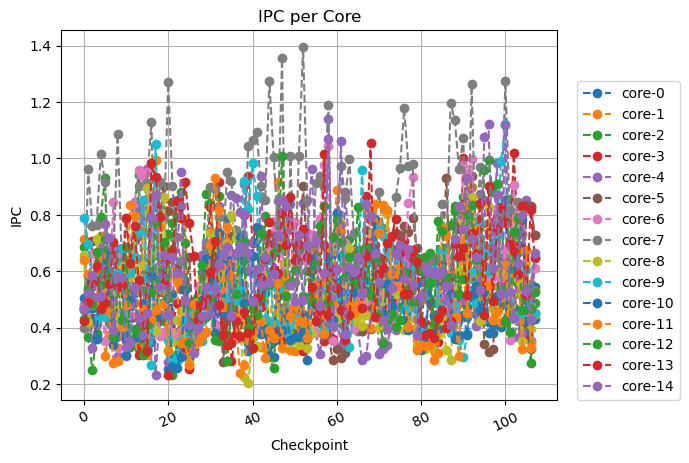 IPC per Core
IPC
1.4
1.2
1.0
0.8
0.6
0.4
0.2
0
20
40
60
80
100
Checkpoint
core-0
core-1
core-2
core-3
core-4
core-5
core-6
core-7
core-8
core-9
core-10
core-11
core-12
core-13
core-14